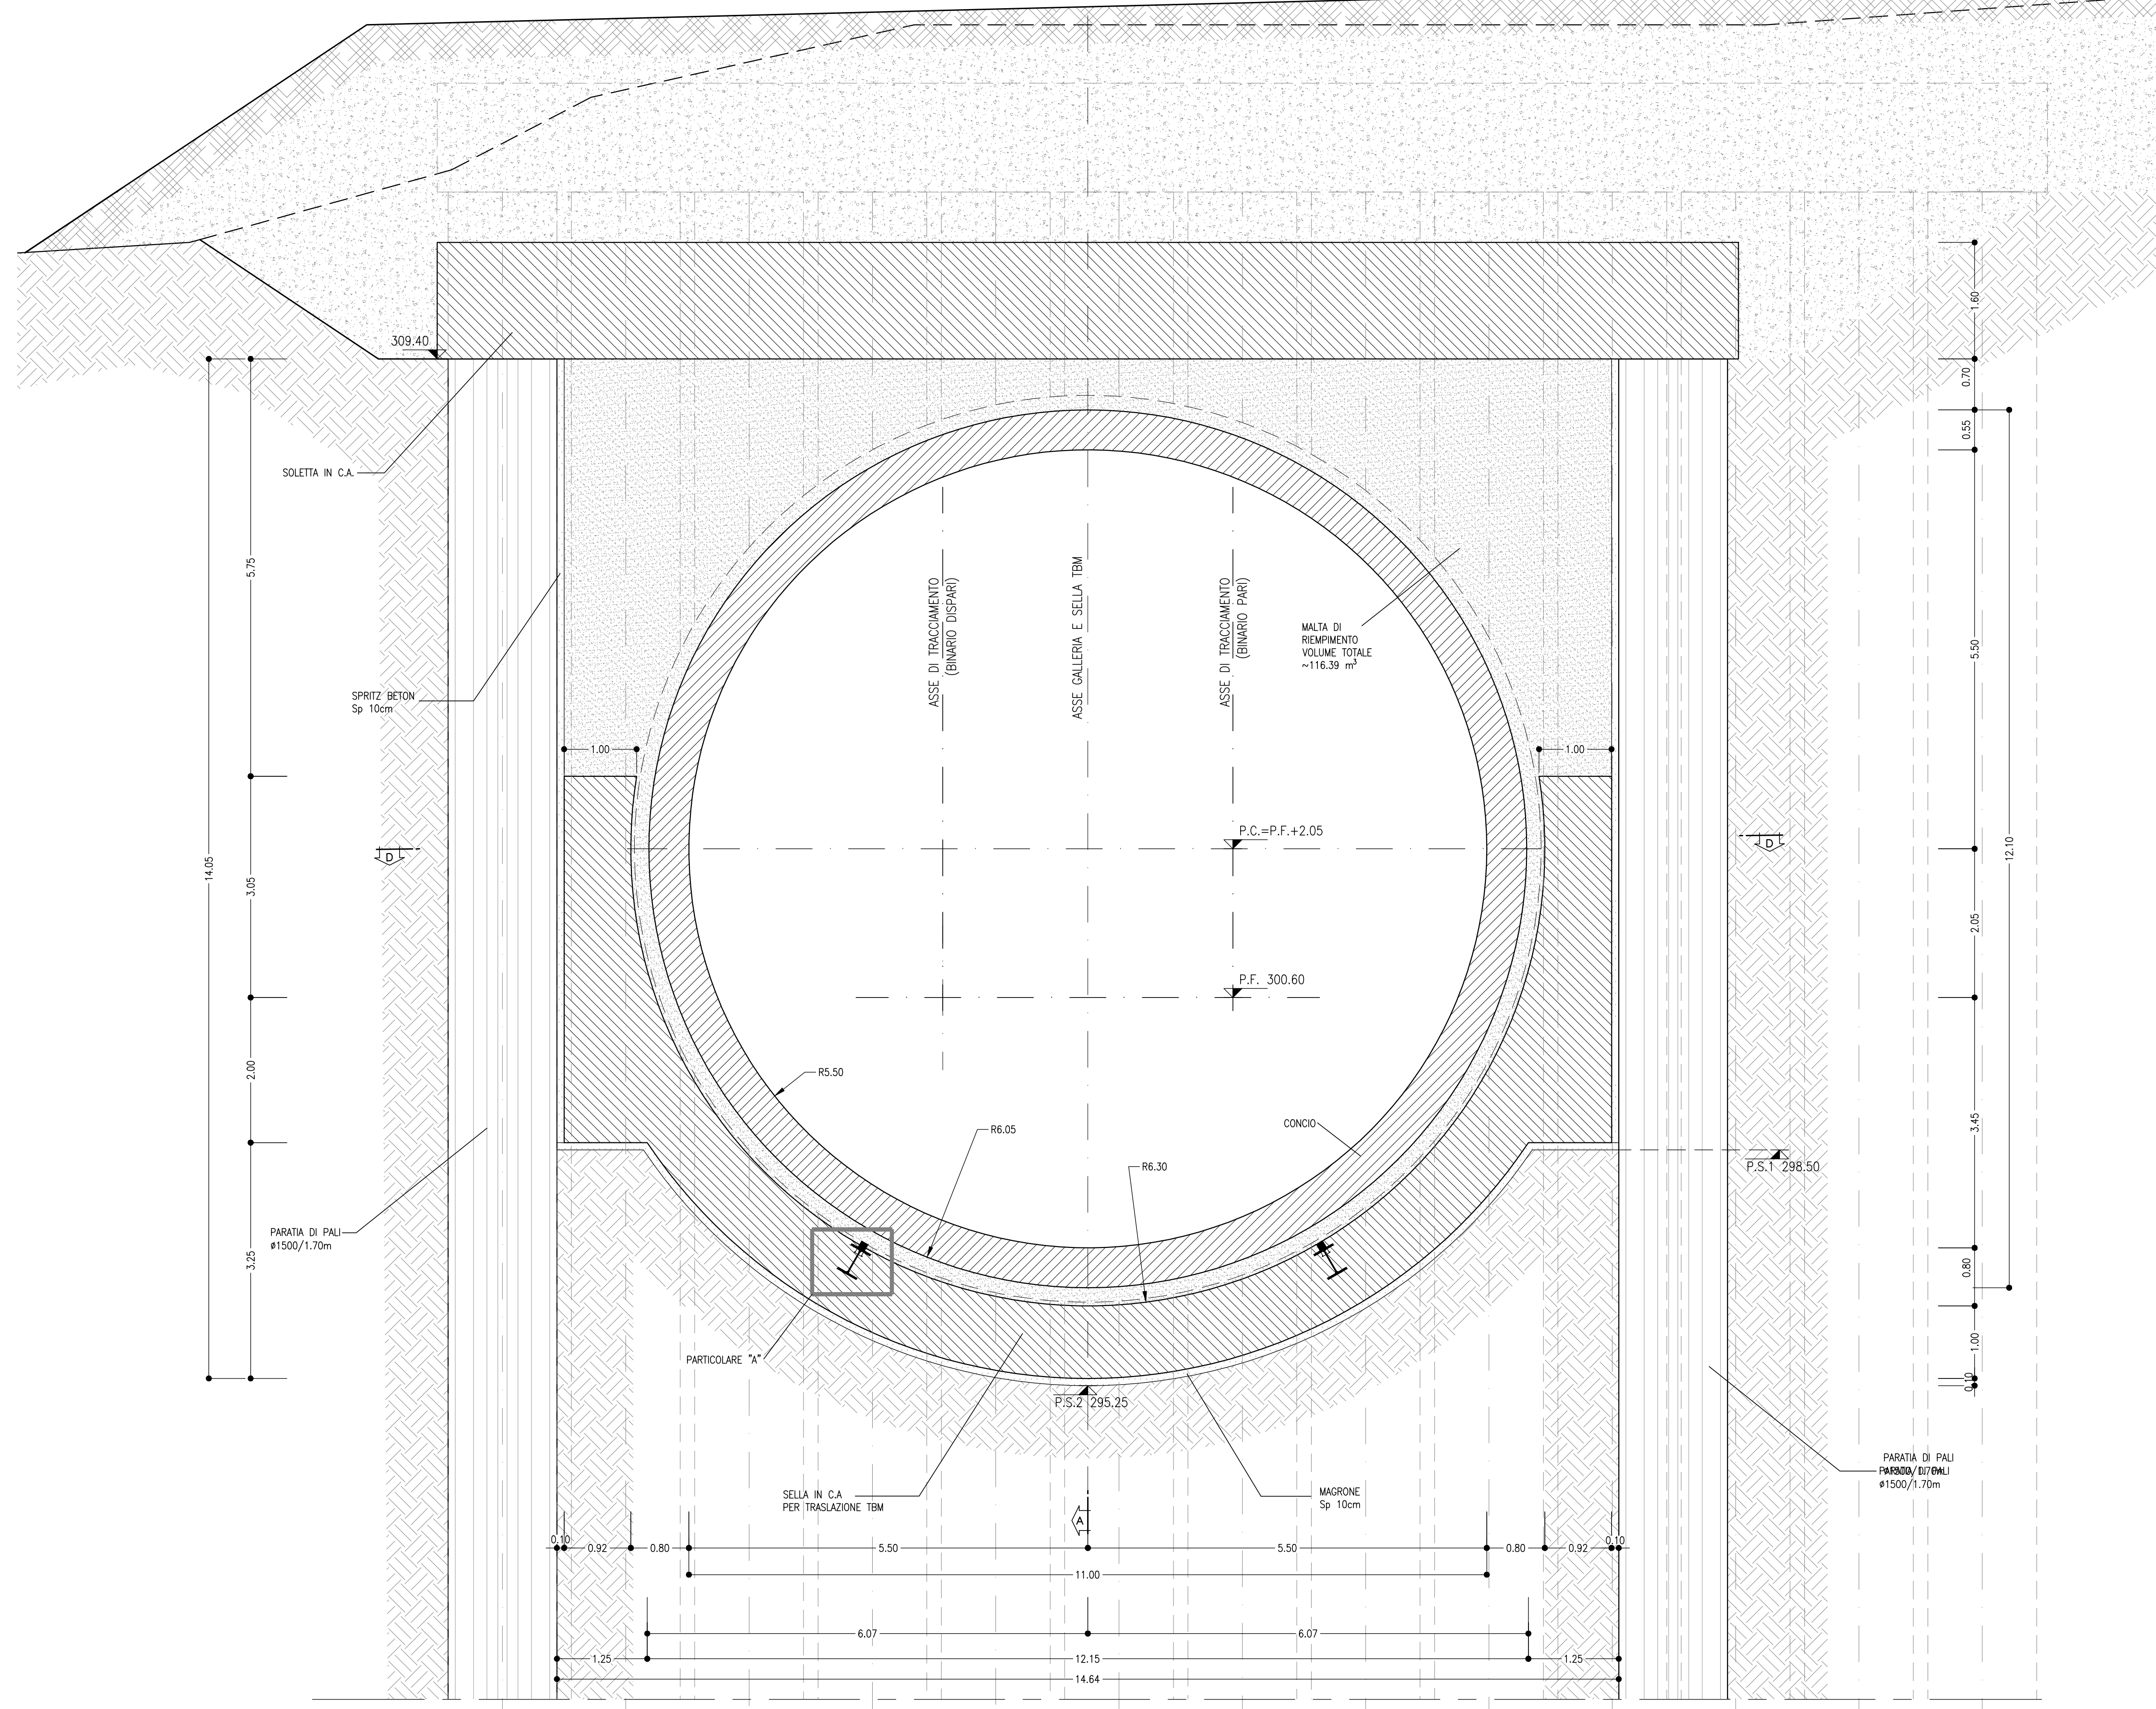 309.40
1.60
0.70
0.55
SOLETTA IN C.A.
5.75
14.05
5.50
12.10
ASSE DI TRACCIAMENTO
(BINARIO DISPARI)
ASSE GALLERIA E SELLA TBM
ASSE DI TRACCIAMENTO
(BINARIO PARI)
MALTA DI
RIEMPIMENTO
VOLUME TOTALE
~116.39 m³
SPRITZ BETON
Sp 10cm
1.00
1.00
P.C.=P.F.+2.05
D
D
3.05
2.05
P.F. 300.60
2.00
R5.50
R6.05
CONCIO
R6.30
3.45
P.S.1 298.50
PARATIA DI PALI
ø1500/1.70m
3.25
0.80
1.00
0.10
PARTICOLARE "A"
P.S.2 295.25
SELLA IN C.A
PER TRASLAZIONE TBM
MAGRONE
Sp 10cm
PARATIA DI PALI
ø1500/1.70m
PARATIA DI PALI
ø1500/1.70m
A
0.10
0.92
0.80
5.50
5.50
0.80
0.92
0.10
11.00
6.07
6.07
1.25
12.15
1.25
14.64